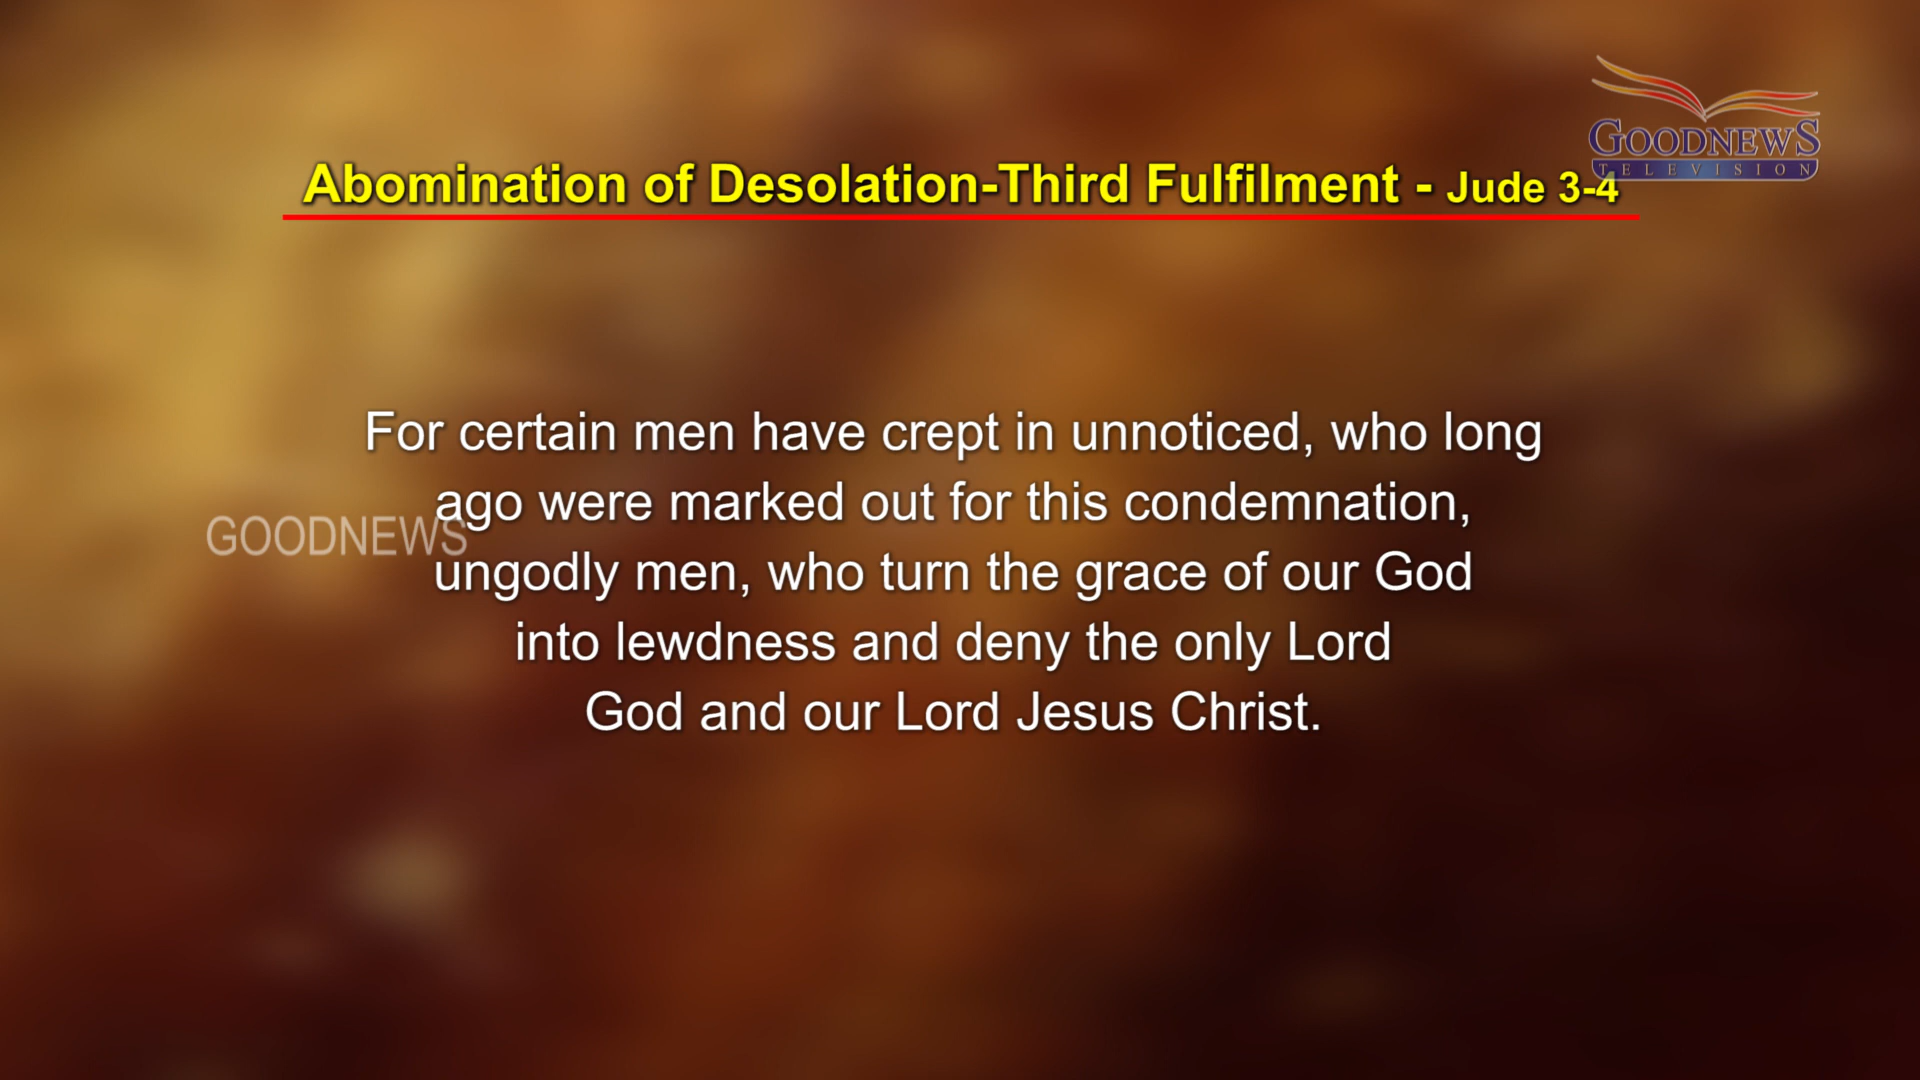 GOODNEWS
TELEVISION
Abomination of Desolation-Third Fulfilment - Jude 3-4
For certain men have crept in unnoticed, who long
ago were marked out for this condemnation,
GOODNEWS
ungodly men, who turn the grace of our God
into lewdness and deny the only Lord
God and our Lord Jesus Christ.